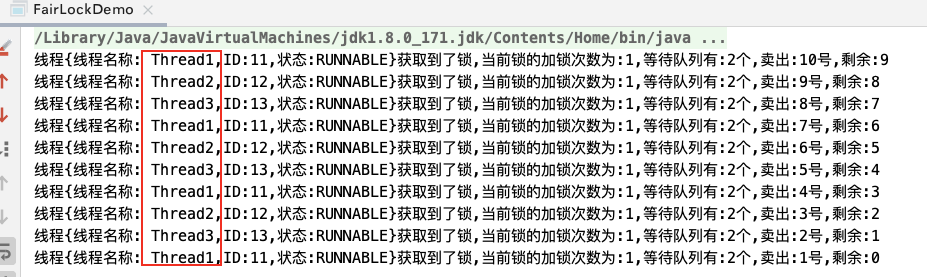 FairLockDemo ×
/Library/Java/JavaVirtualMachines/jdk1.8.0_171.jdk/Contents/Home/bin/java ...
线程{线程名称: Thread1,ID:11,状态:RUNNABLE}获取到了锁,当前锁的加锁次数为:1,等待队列有:2个,卖出:10号,剩余:9
线程{线程名称: Thread2,ID:12,状态:RUNNABLE}获取到了锁,当前锁的加锁次数为:1,等待队列有:2个,卖出:9号,剩余:8
线程{线程名称: Thread3,ID:13,状态:RUNNABLE}获取到了锁,当前锁的加锁次数为:1,等待队列有:2个,卖出:8号,剩余:7
线程{线程名称: Thread1,ID:11,状态:RUNNABLE}获取到了锁,当前锁的加锁次数为:1,等待队列有:2个,卖出:7号,剩余:6
线程{线程名称: Thread2,ID:12,状态:RUNNABLE}获取到了锁,当前锁的加锁次数为:1,等待队列有:2个,卖出:6号,剩余:5
线程{线程名称: Thread3,ID:13,状态:RUNNABLE}获取到了锁,当前锁的加锁次数为:1,等待队列有:2个,卖出:5号,剩余:4
线程{线程名称: Thread1,ID:11,状态:RUNNABLE}获取到了锁,当前锁的加锁次数为:1,等待队列有:2个,卖出:4号,剩余:3
线程{线程名称: Thread2,ID:12,状态:RUNNABLE}获取到了锁,当前锁的加锁次数为:1,等待队列有:2个,卖出:3号,剩余:2
线程{线程名称: Thread3,ID:13,状态:RUNNABLE}获取到了锁,当前锁的加锁次数为:1,等待队列有:2个,卖出:2号,剩余:1
线程{线程名称: Thread1,ID:11,状态:RUNNABLE}获取到了锁,当前锁的加锁次数为:1,等待队列有:2个,卖出:1号,剩余:0